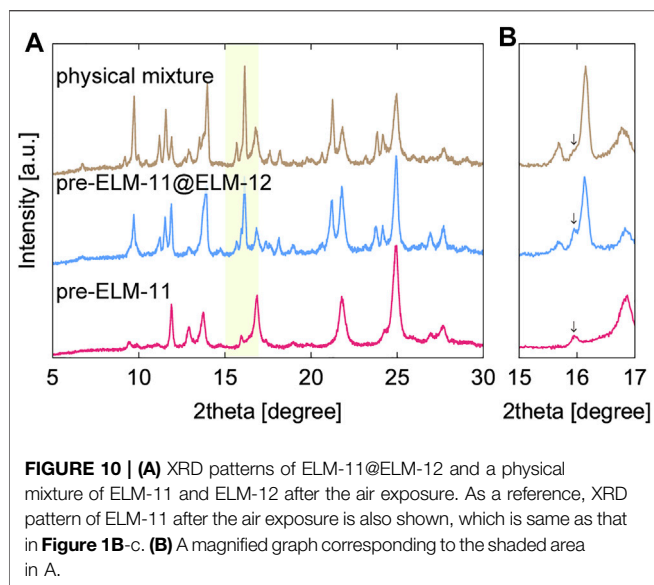 A
B
physical mixture
pre-ELM-11@ELM-12
pre-ELM-11
Intensity [a.u.]
5 10 15 20 25 30
15 16 17
2theta [degree]
2theta [degree]
FIGURE 10 | (A) XRD patterns of ELM-11@ELM-12 and a physical
mixture of ELM-11 and ELM-12 after the air exposure. As a reference, XRD
pattern of ELM-11 after the air exposure is also shown, which is same as that
in Figure 1B-c. (B) A magnified graph corresponding to the shaded area
in A.